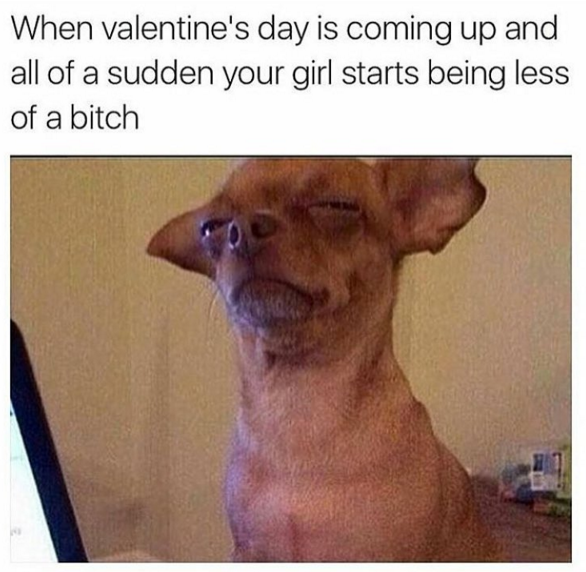 When valentine's day is coming up and
all of a sudden your girl starts being less
of a bitch